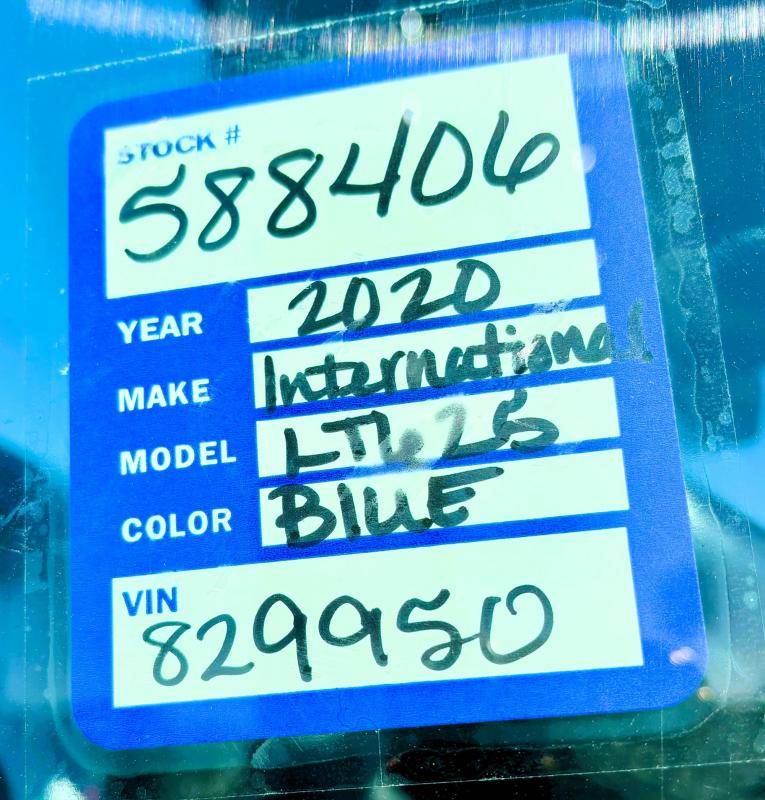 STOCK #
588406
YEAR 2020
MAKE International
MODEL LT625
COLOR BlUE
VIN
829950